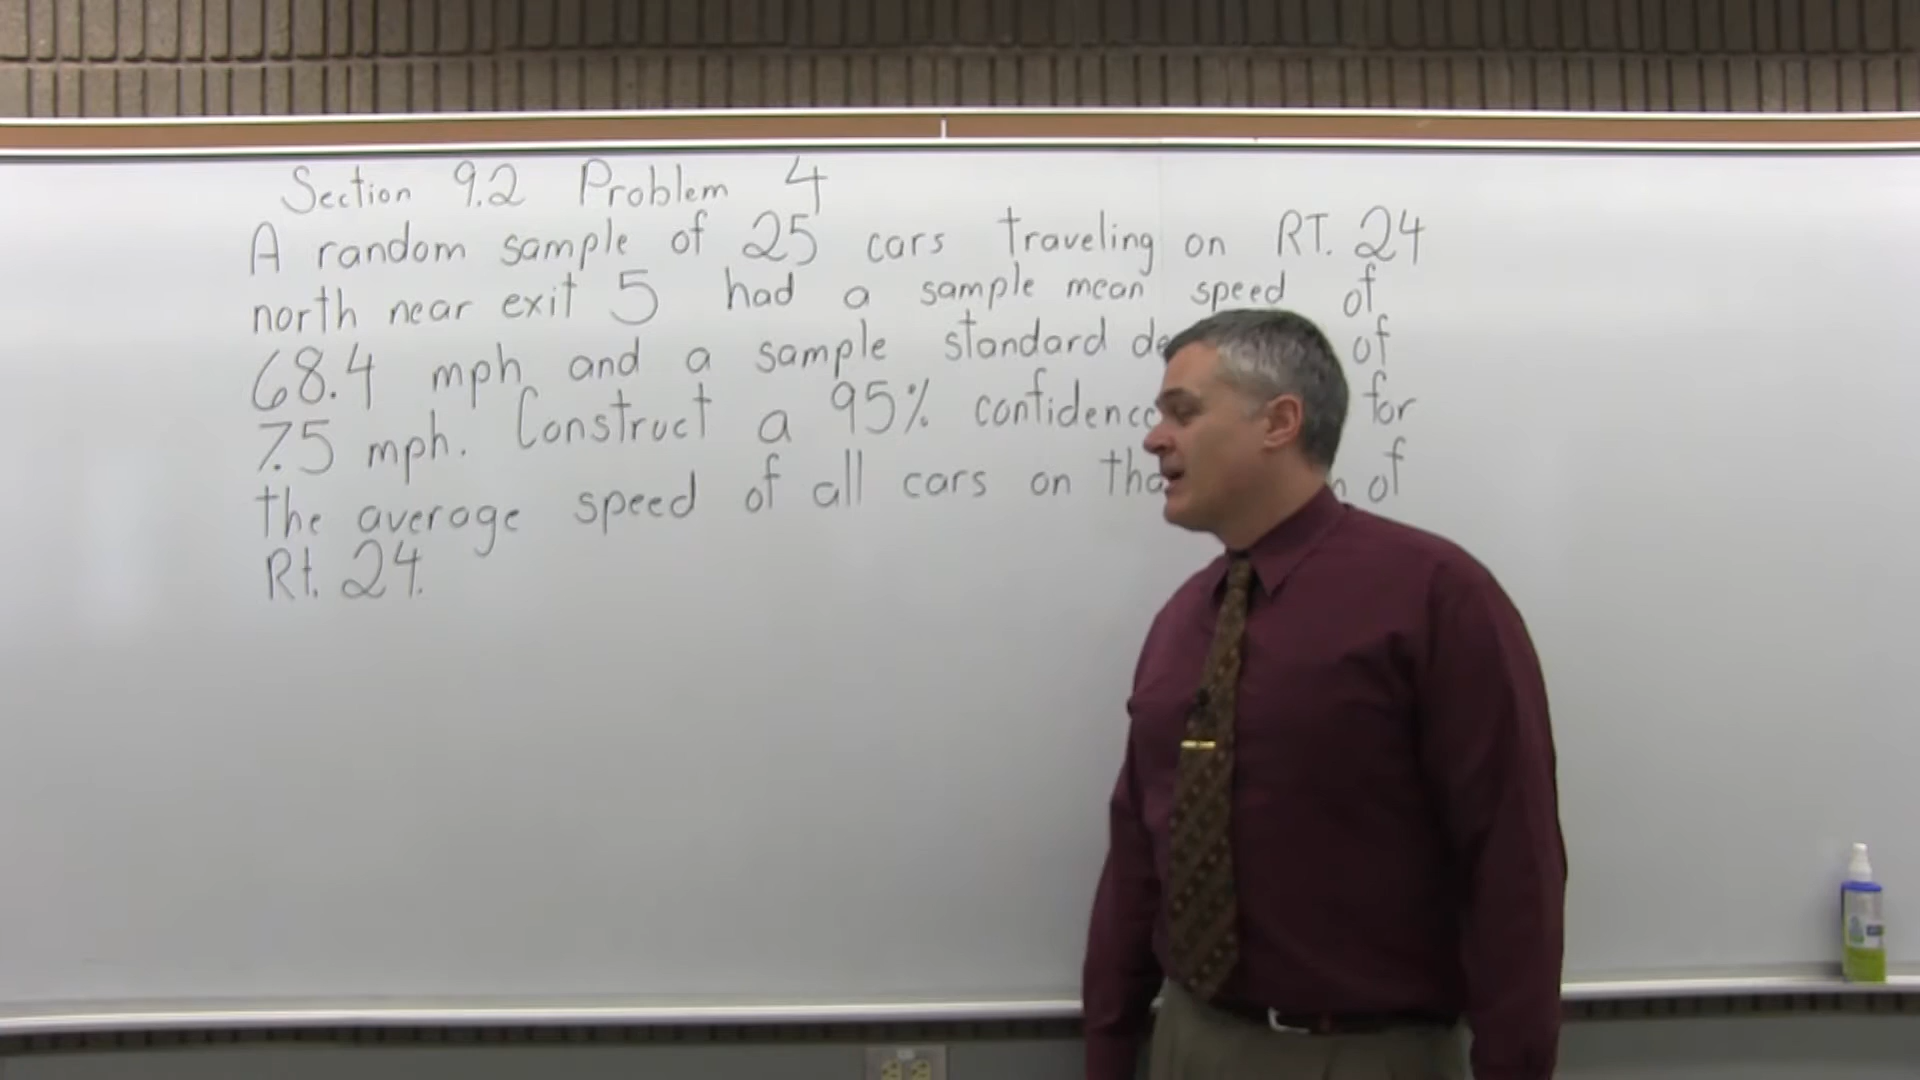 Section 9.2 Problem 4
A random sample of 25 cars traveling on RT. 24
north near exit 5 had a sample mean speed of
68.4 mph and a sample standard of
7.5 mph. Construct a 95% confidence for
the average speed of all cars on of
Rt. 24.